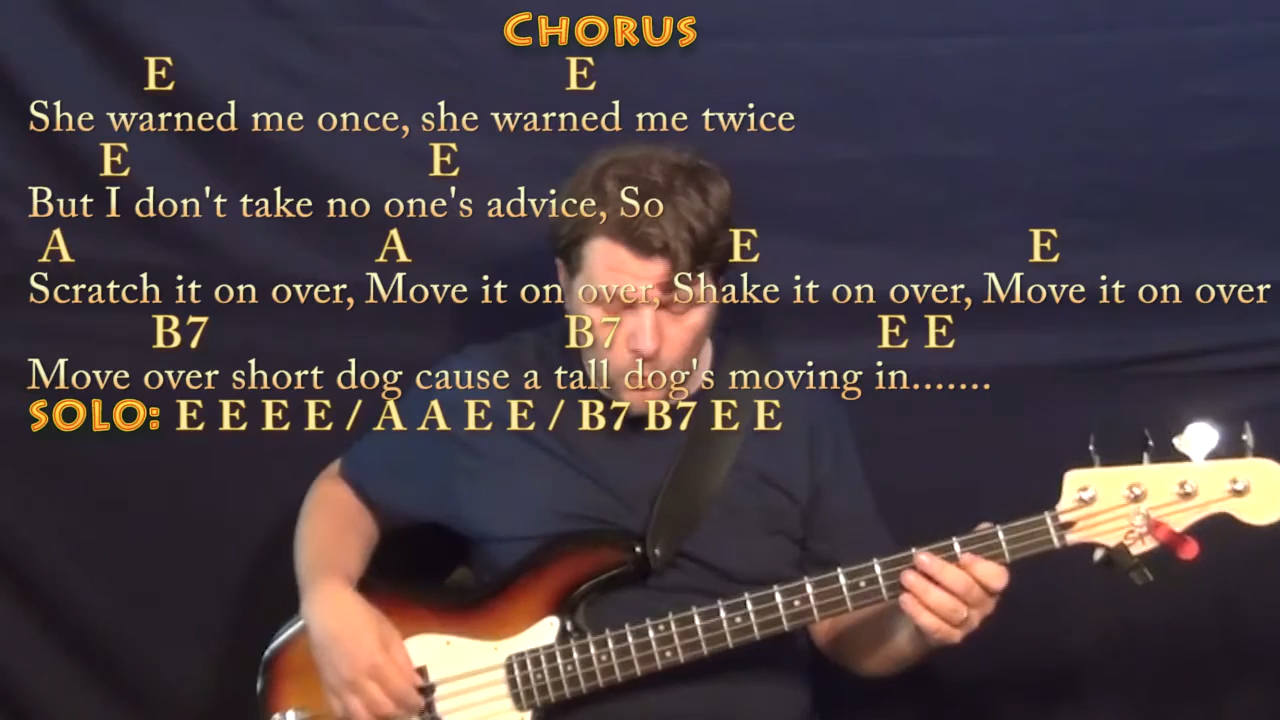 CHORUS
E E
She warned me once, she warned me twice
E E
But I don't take no one's advice, So
A A E E
Scratch it on over, Move it on over, Shake it on over, Move it on over
B7 B7 E E
Move over short dog cause a tall dog's moving in.......
SOLO: E E E E / A A E E / B7 B7 E E